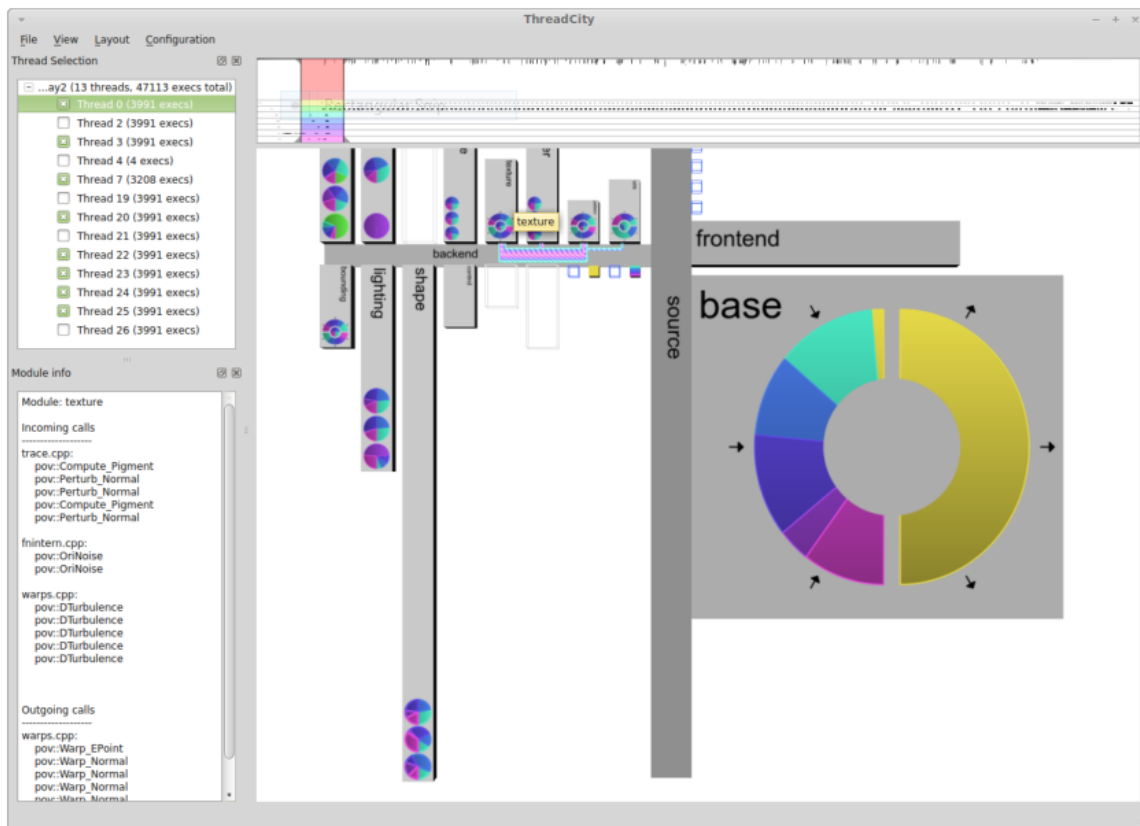 ThreadCity
File View Layout Configuration
Thread Selection
...ay2 (13 threads, 47113 execs total)
Thread 0 (3991 execs)
Thread 2 (3991 execs)
Thread 3 (3991 execs)
Thread 4 (4 execs)
Thread 7 (3208 execs)
Thread 19 (3991 execs)
Thread 20 (3991 execs)
Thread 21 (3991 execs)
Thread 22 (3991 execs)
Thread 23 (3991 execs)
Thread 24 (3991 execs)
Thread 25 (3991 execs)
Thread 26 (3991 execs)
Module info
Module: texture
Incoming calls
-------------------
trace.cpp:
pov::Compute_Pigment
pov::Perturb_Normal
pov::Perturb_Normal
pov::Compute_Pigment
pov::Perturb_Normal
fnintern.cpp:
pov::OriNoise
pov::OriNoise
warps.cpp:
pov::DTurbulence
pov::DTurbulence
pov::DTurbulence
pov::DTurbulence
pov::DTurbulence
Outgoing calls
-------------------
warps.cpp:
pov::Warp_EPoint
pov::Warp_Normal
pov::Warp_Normal
pov::Warp_Normal
pov::Warp_Normal
Rectangular Snip
texture
texture
backend
bounding
lighting
shape
control
source
frontend
base